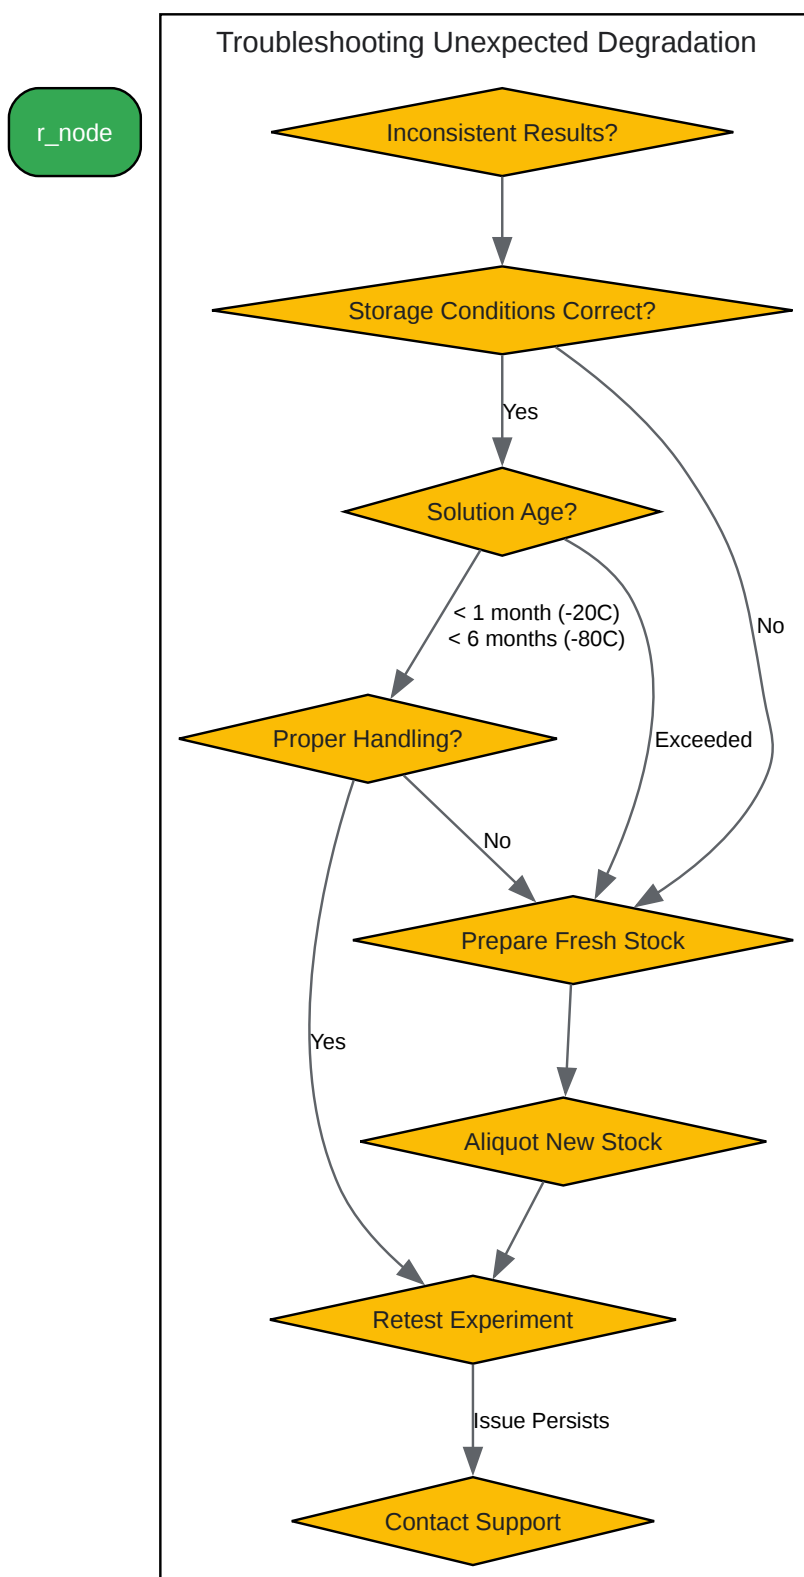 Troubleshooting Unexpected Degradation
r_node
Inconsistent Results?
Storage Conditions Correct?
Yes
Solution Age?
< 1 month (-20C)
< 6 months (-80C)
No
Proper Handling?
Exceeded
No
Prepare Fresh Stock
Yes
Aliquot New Stock
Retest Experiment
Issue Persists
Contact Support